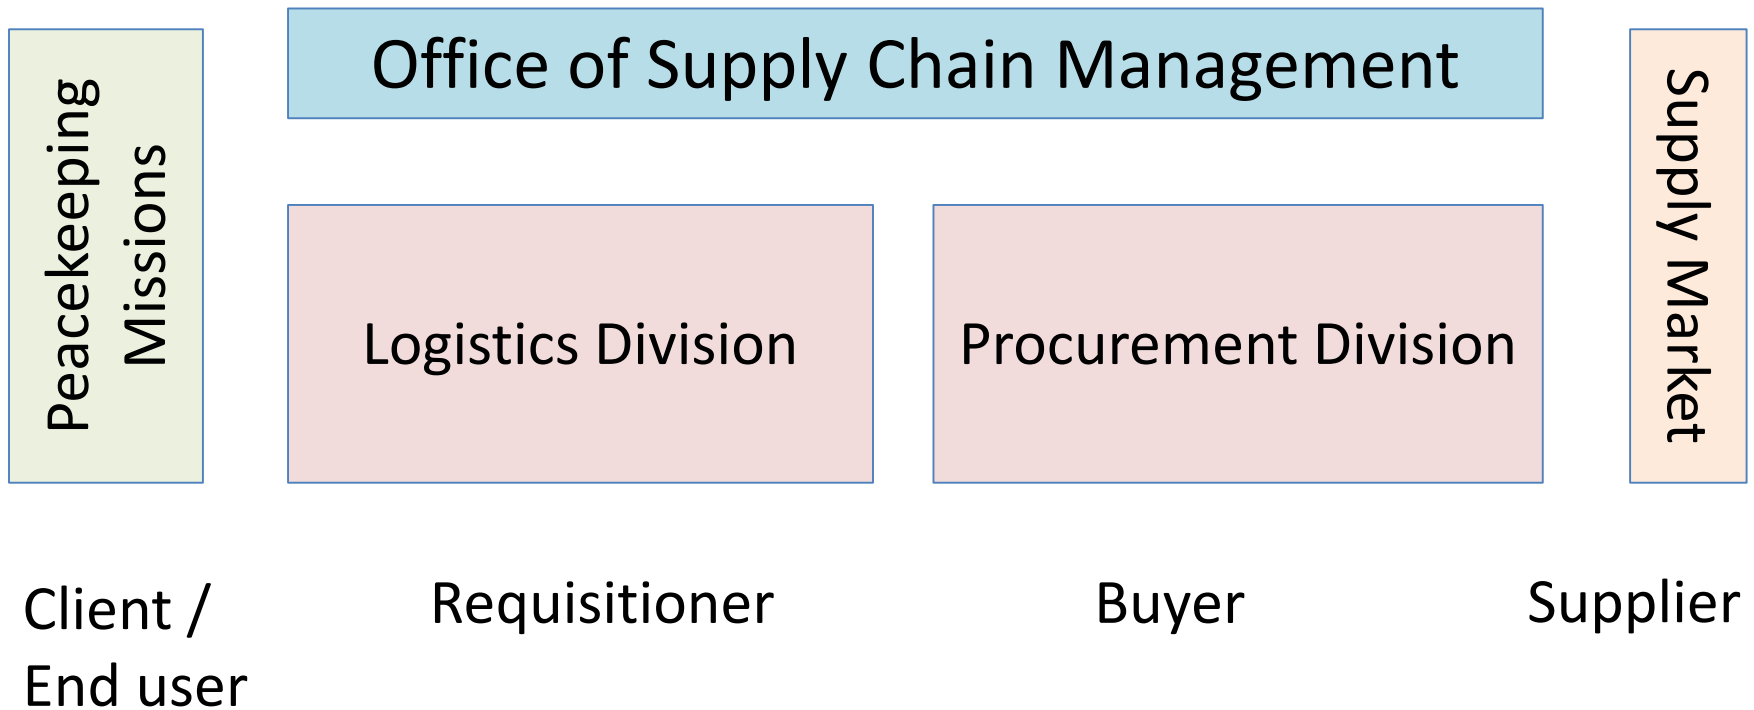 Peacekeeping
Missions
Office of Supply Chain Management
Logistics Division
Procurement Division
Supply Market
Client /
End user
Requisitioner
Buyer
Supplier